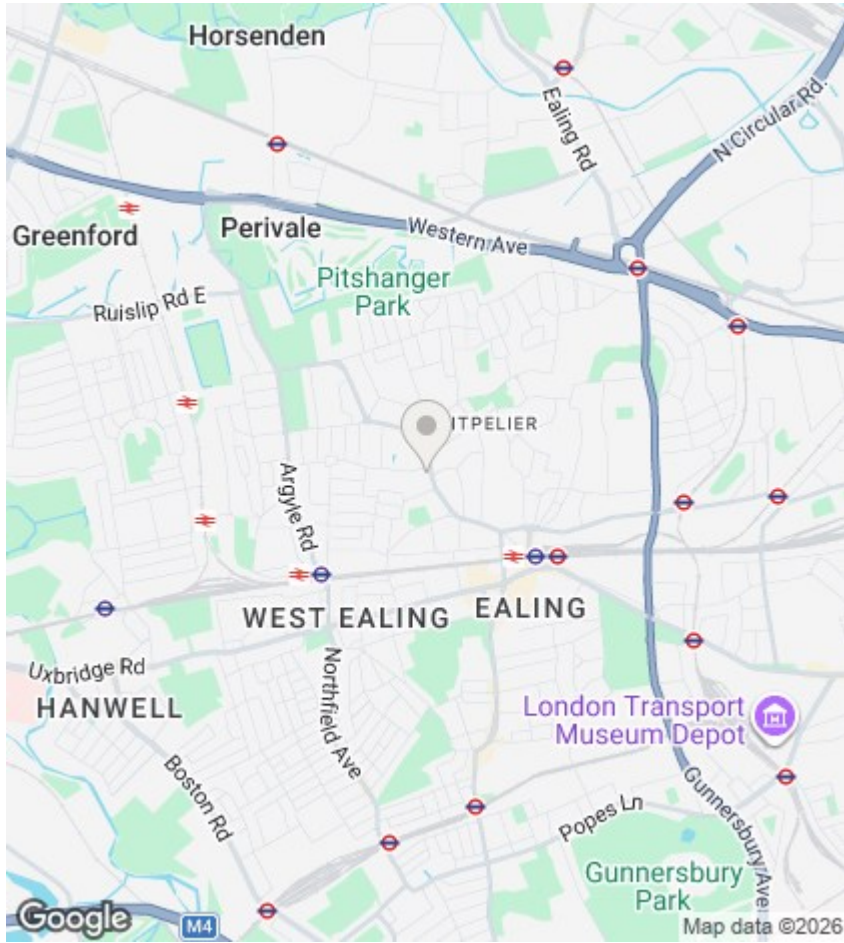 Horsenden
Ealing Rd
N Circular Rd
Greenford
Perivale
Western Ave
Pitshanger
Park
Ruislip Rd E
ITPELIER
Argyle Rd
WEST EALING
EALING
Uxbridge Rd
HANWELL
Northfield Ave
London Transport
Museum Depot
Boston Rd
Popes Ln
Gunnersbury Ave
Gunnersbury
Park
Google
M4
Map data ©2026